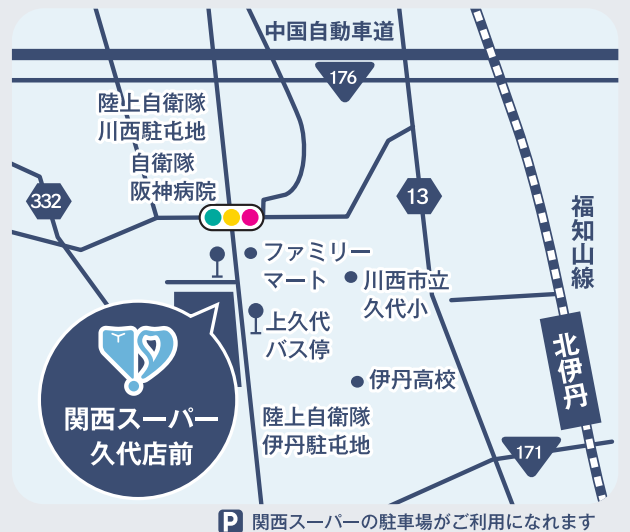 中国自動車道
176
陸上自衛隊
川西駐屯地
自衛隊
阪神病院
332
13
福知山線
ファミリー
マート
川西市立
久代小
上久代
バス停
北伊丹
伊丹高校
関西スーパー
久代店前
陸上自衛隊
伊丹駐屯地
171
P 関西スーパーの駐車場がご利用になれます